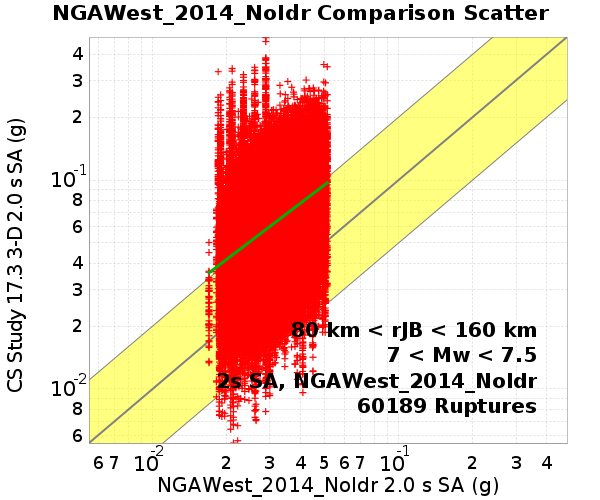 NGAWest_2014_NoIdr Comparison Scatter
CS Study 17.3 3-D 2.0 s SA (g)
4
3
2
10-1
8
6
4
3
2
10-2
8
6
80 km < rJB < 160 km
7 < Mw < 7.5
2s SA, NGAWest_2014_NoIdr
60189 Ruptures
6 7 10-2 2 3 4 5 6 7 10-1 2 3 4
NGAWest_2014_NoIdr 2.0 s SA (g)